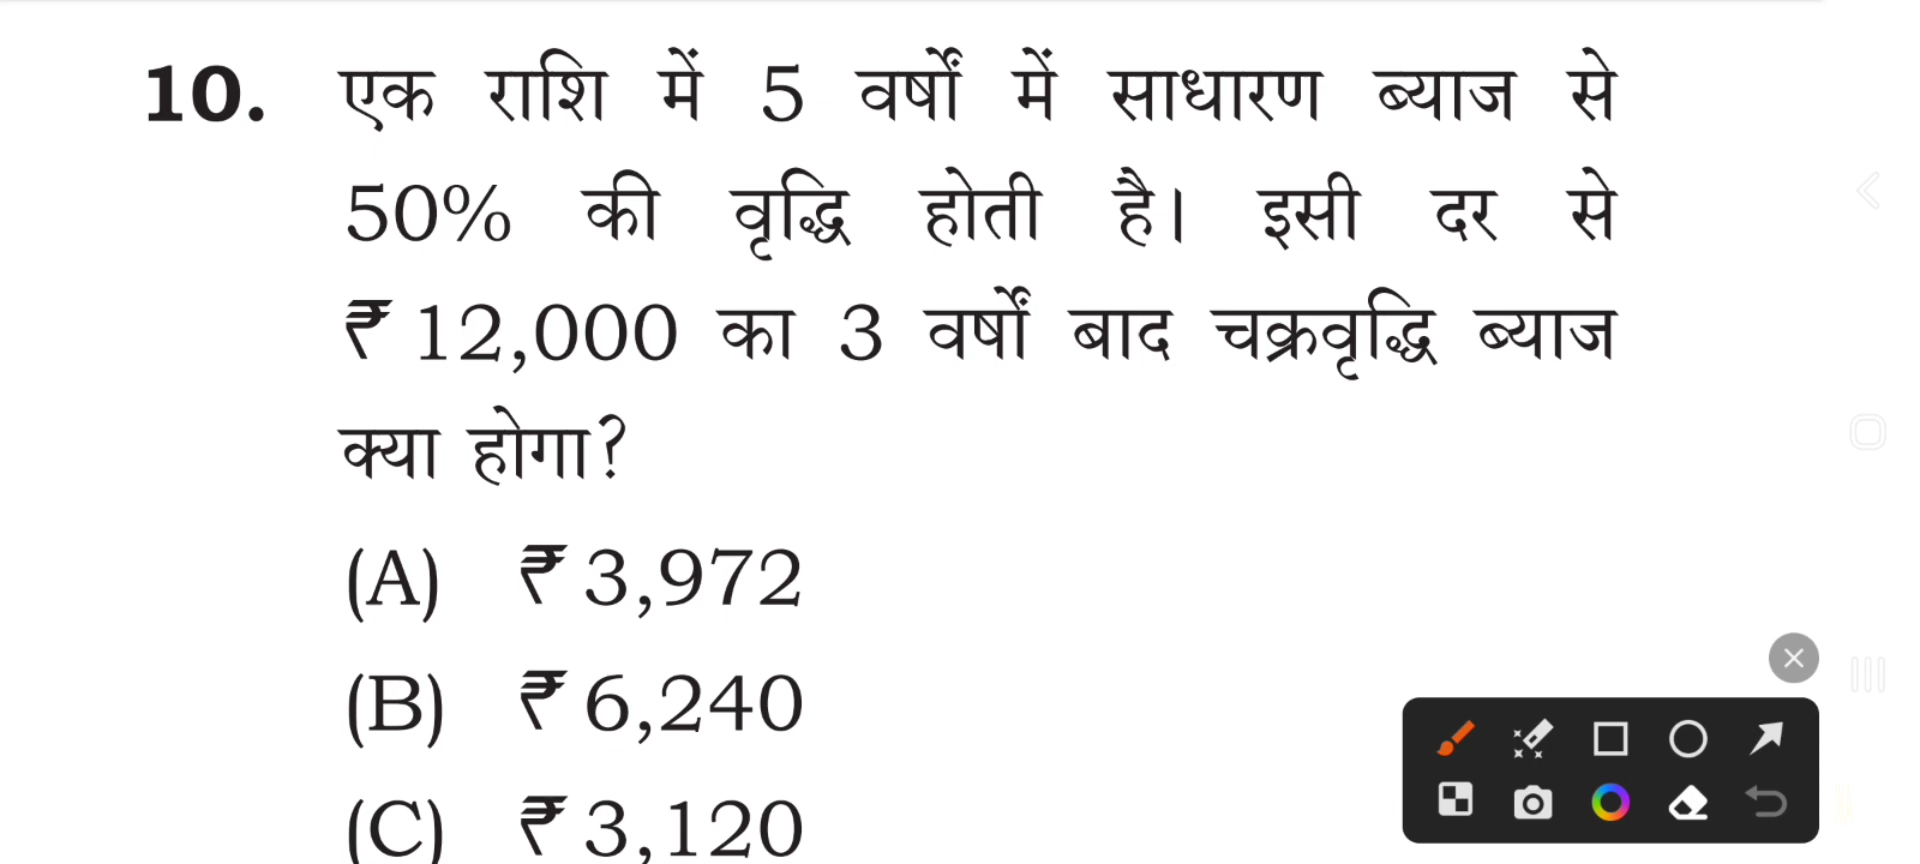 10. एक राशि में 5 वर्षों में साधारण ब्याज से
50% की वृद्धि होती है। इसी दर से
₹ 12,000 का 3 वर्षों बाद चक्रवृद्धि ब्याज
क्या होगा?
(A) ₹ 3,972
(B) ₹ 6,240
(C) ₹ 3,120